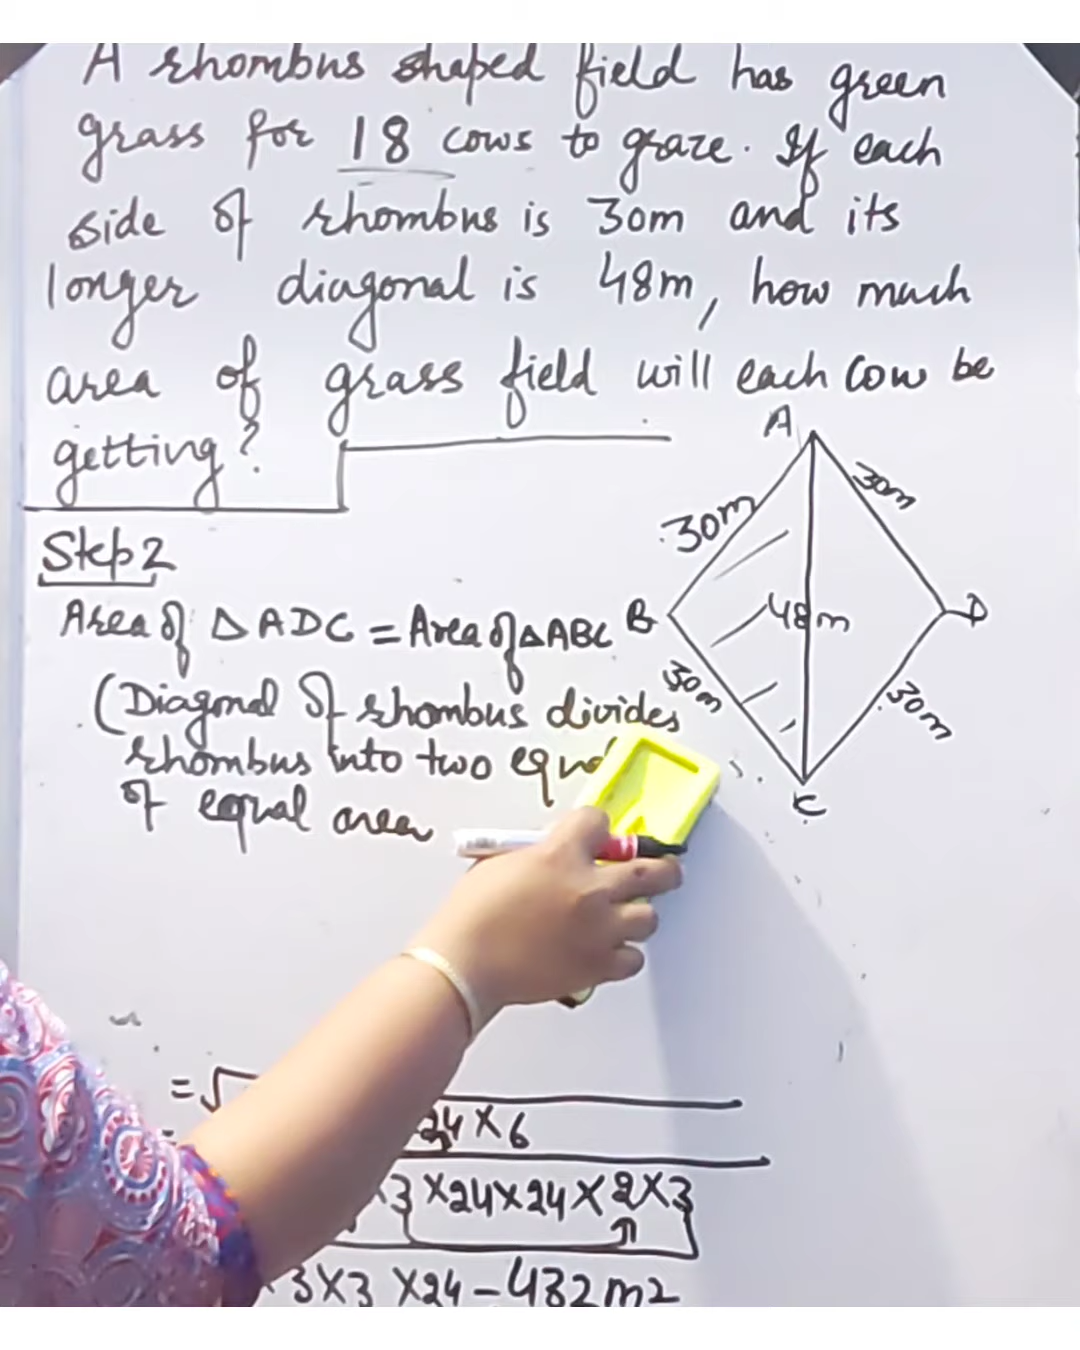 A rhombus shaped field has green
grass for 18 cows to graze. If each
side of rhombus is 30m and its
longer diagonal is 48m, how much
area of grass field will each cow be
getting?
A
30m
30m
B
48m
D
30m
30m
C
Step 2
Area of Δ ADC = Area of Δ ABC
(Diagonal of rhombus divides
rhombus into two
of equal area
= √
24 × 6
×3 ×24×24×2×3
3×3 ×24 - 432 m2